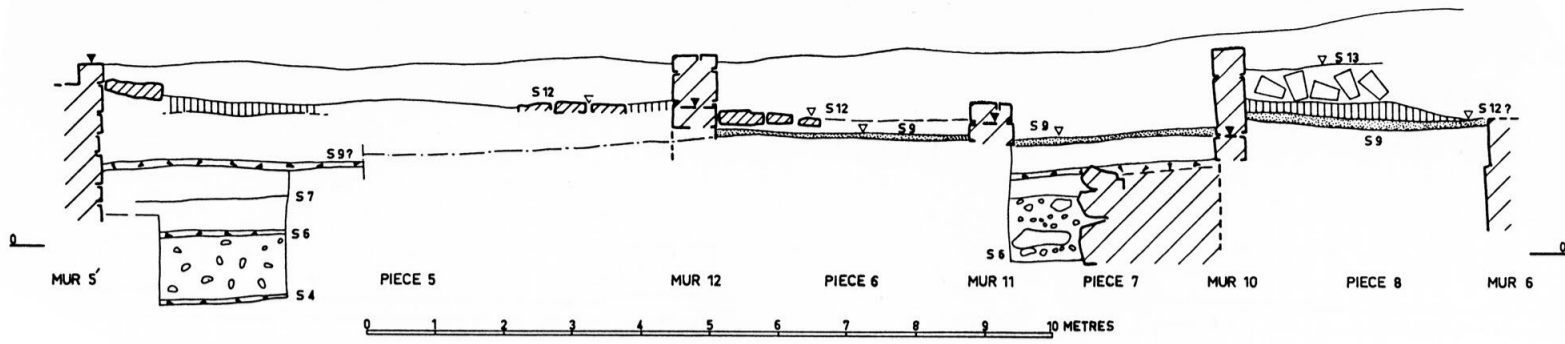 S 13
S 12
S 12
S 12 ?
S 9
S 9
S 9
S 9 ?
S 7
S 6
S 6
S 4
0
0
MUR 5' PIECE 5 MUR 12 PIECE 6 MUR 11 PIECE 7 MUR 10 PIECE 8 MUR 6
0 1 2 3 4 5 6 7 8 9 10 METRES